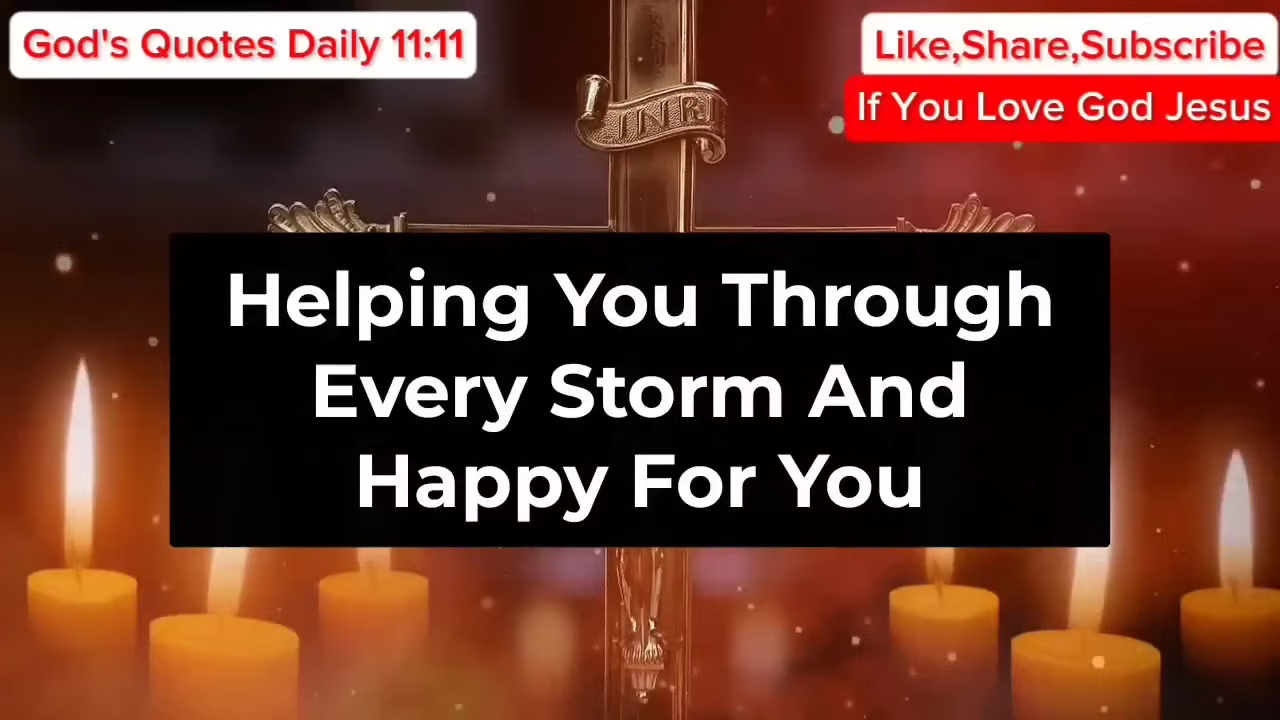 God's Quotes Daily 11:11
Like,Share,Subscribe
If You Love God Jesus
INRI
Helping You Through
Every Storm And
Happy For You